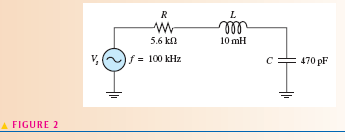 R
L
5.6 kΩ
10 mH
Vs
f = 100 kHz
C
470 pF
FIGURE 2